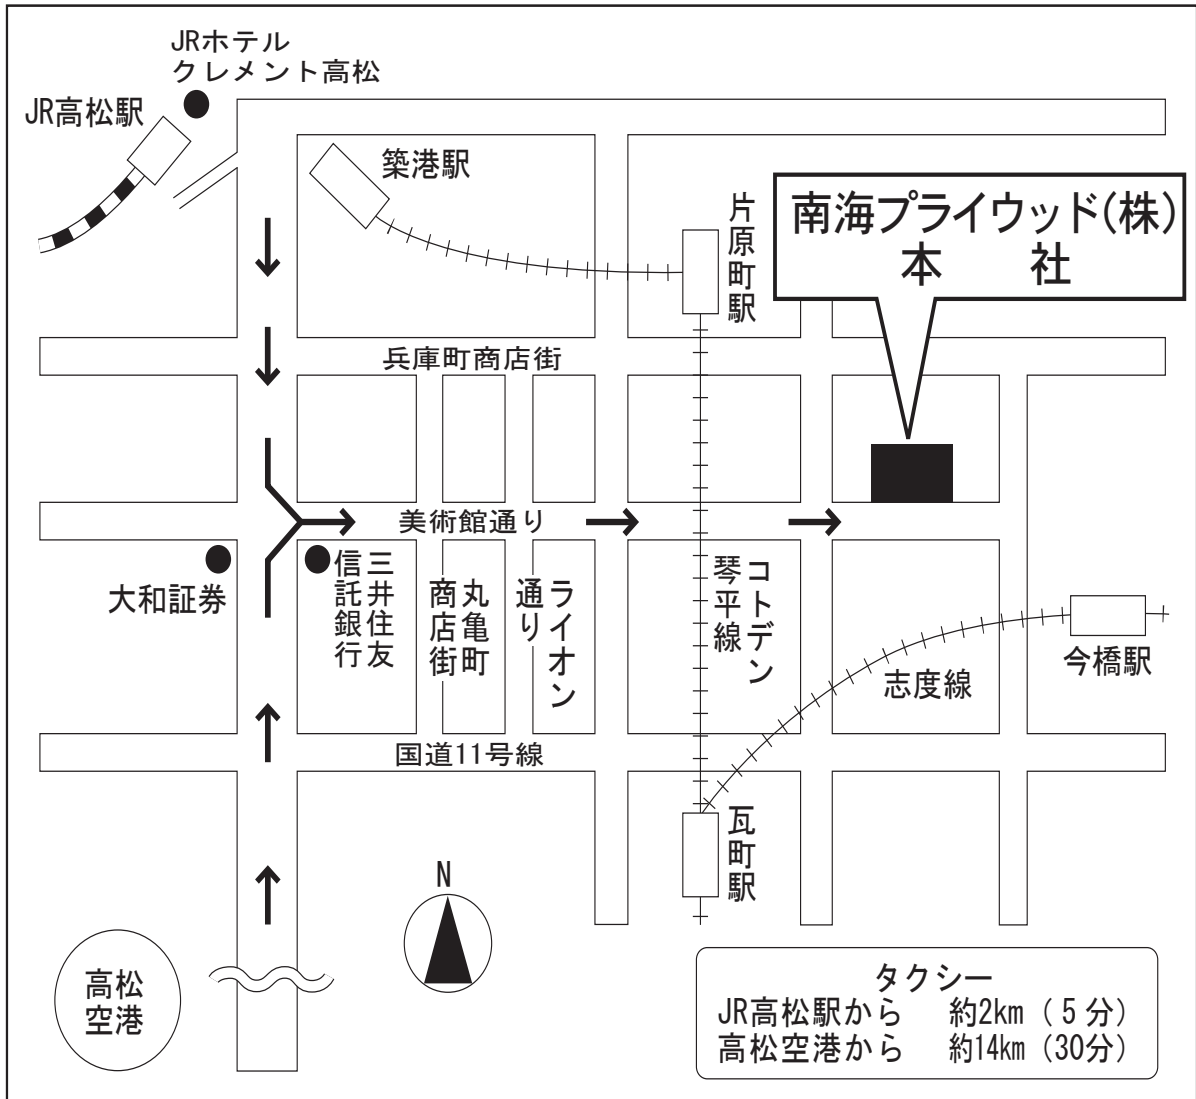 JRホテル
クレメント高松
JR高松駅
築港駅
片原町駅
南海プライウッド(株)
本　社
兵庫町商店街
美術館通り
大和証券
三井住友
信託銀行
丸亀町
商店街
ライオン
通り
コトデン
琴平線
志度線
今橋駅
国道11号線
瓦町駅
N
高松
空港
タクシー
JR高松駅から　約2km（5分）
高松空港から　約14km（30分）